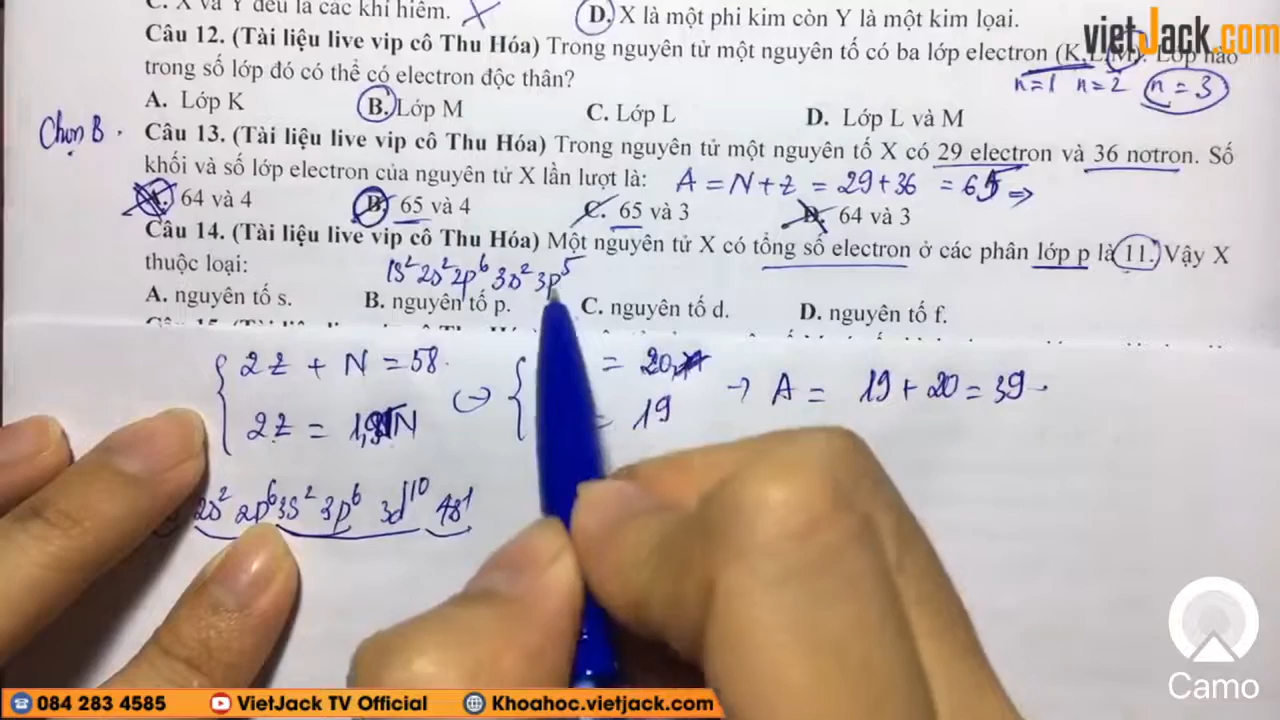 C. X và Y đều là các khí hiếm. D. X là một phi kim còn Y là một kim lọai.
vietJack.com
Câu 12. (Tài liệu live vip cô Thu Hóa) Trong nguyên tử một nguyên tố có ba lớp electron (K,L,M). Lớp nào
trong số lớp đó có thể có electron độc thân?
n=1 n=2 n=3
A. Lớp K B. Lớp M C. Lớp L D. Lớp L và M
Chọn B.
Câu 13. (Tài liệu live vip cô Thu Hóa) Trong nguyên tử một nguyên tố X có 29 electron và 36 nơtron. Số
khối và số lớp electron của nguyên tử X lần lượt là: A = N + Z = 29 + 36 = 65 ⇒
A. 64 và 4 B. 65 và 4 C. 65 và 3 D. 64 và 3
Câu 14. (Tài liệu live vip cô Thu Hóa) Một nguyên tử X có tổng số electron ở các phân lớp p là 11. Vậy X
thuộc loại: 1s² 2s² 2p⁶ 3s² 3p⁵
A. nguyên tố s. B. nguyên tố p. C. nguyên tố d. D. nguyên tố f.
2Z + N = 58 = 20
→ A = 19 + 20 = 39
2Z = = 19
2s² 2p⁶ 3s² 3p⁶ 3d¹⁰ 4s¹
Camo
084 283 4585 VietJack TV Official Khoahoc.vietjack.com